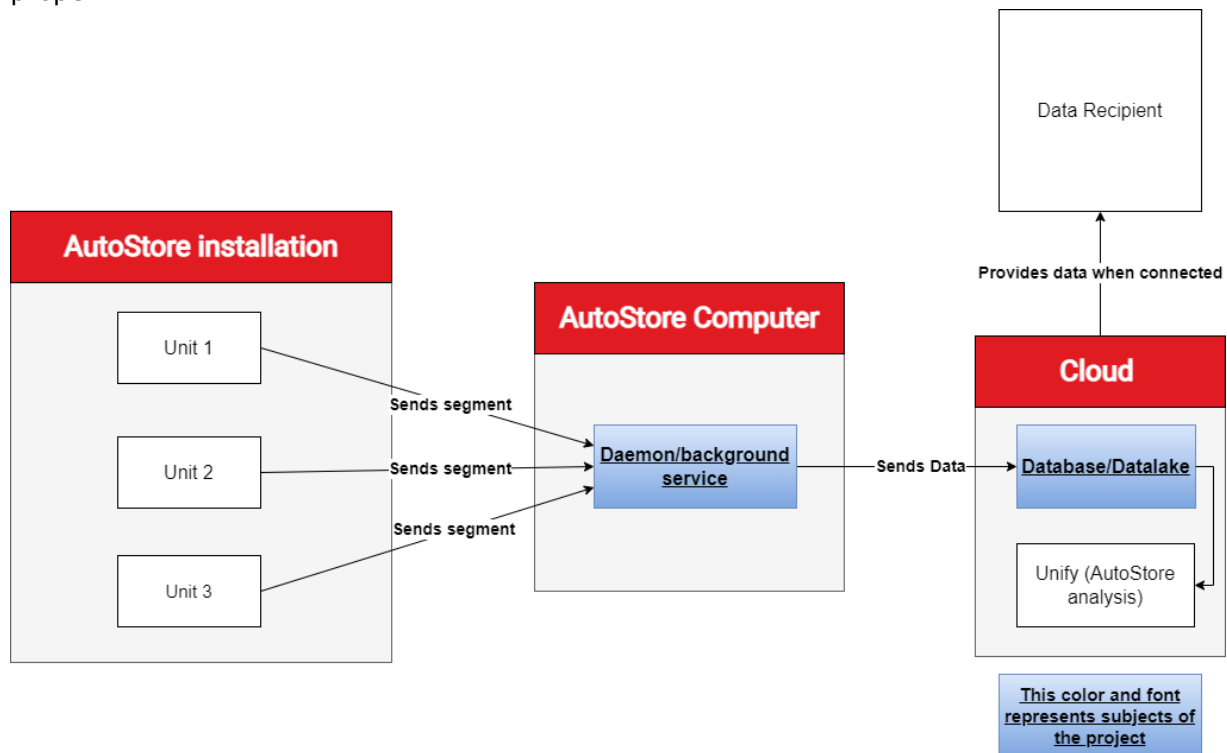 Data Recipient
AutoStore installation
Provides data when connected
Unit 1
AutoStore Computer
Cloud
Sends segment
Unit 2
Sends segment
Daemon/background
service
Sends Data
Database/Datalake
Sends segment
Unit 3
Unify (AutoStore
analysis)
This color and font
represents subjects of
the project